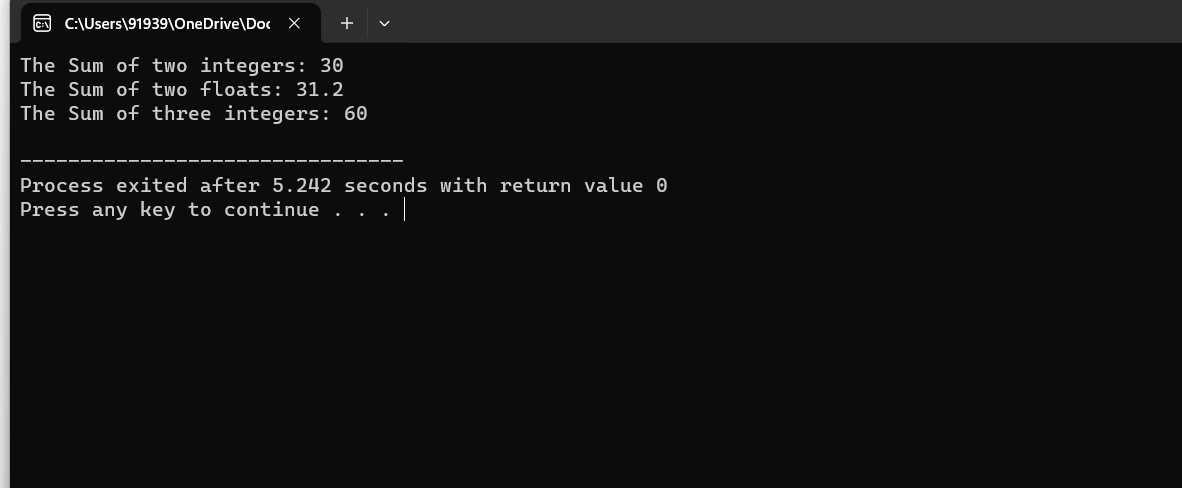 C:\Users\91939\OneDrive\Doc
The Sum of two integers: 30
The Sum of two floats: 31.2
The Sum of three integers: 60
--------------------------------
Process exited after 5.242 seconds with return value 0
Press any key to continue . . .